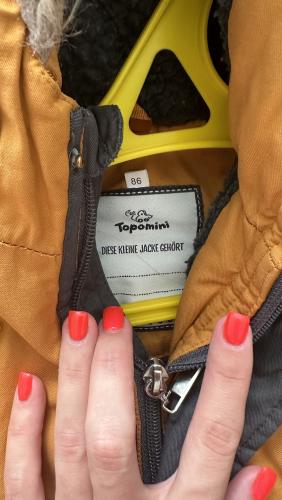 86
Topomini
DIESE KLEINE JACKE GEHÖRT